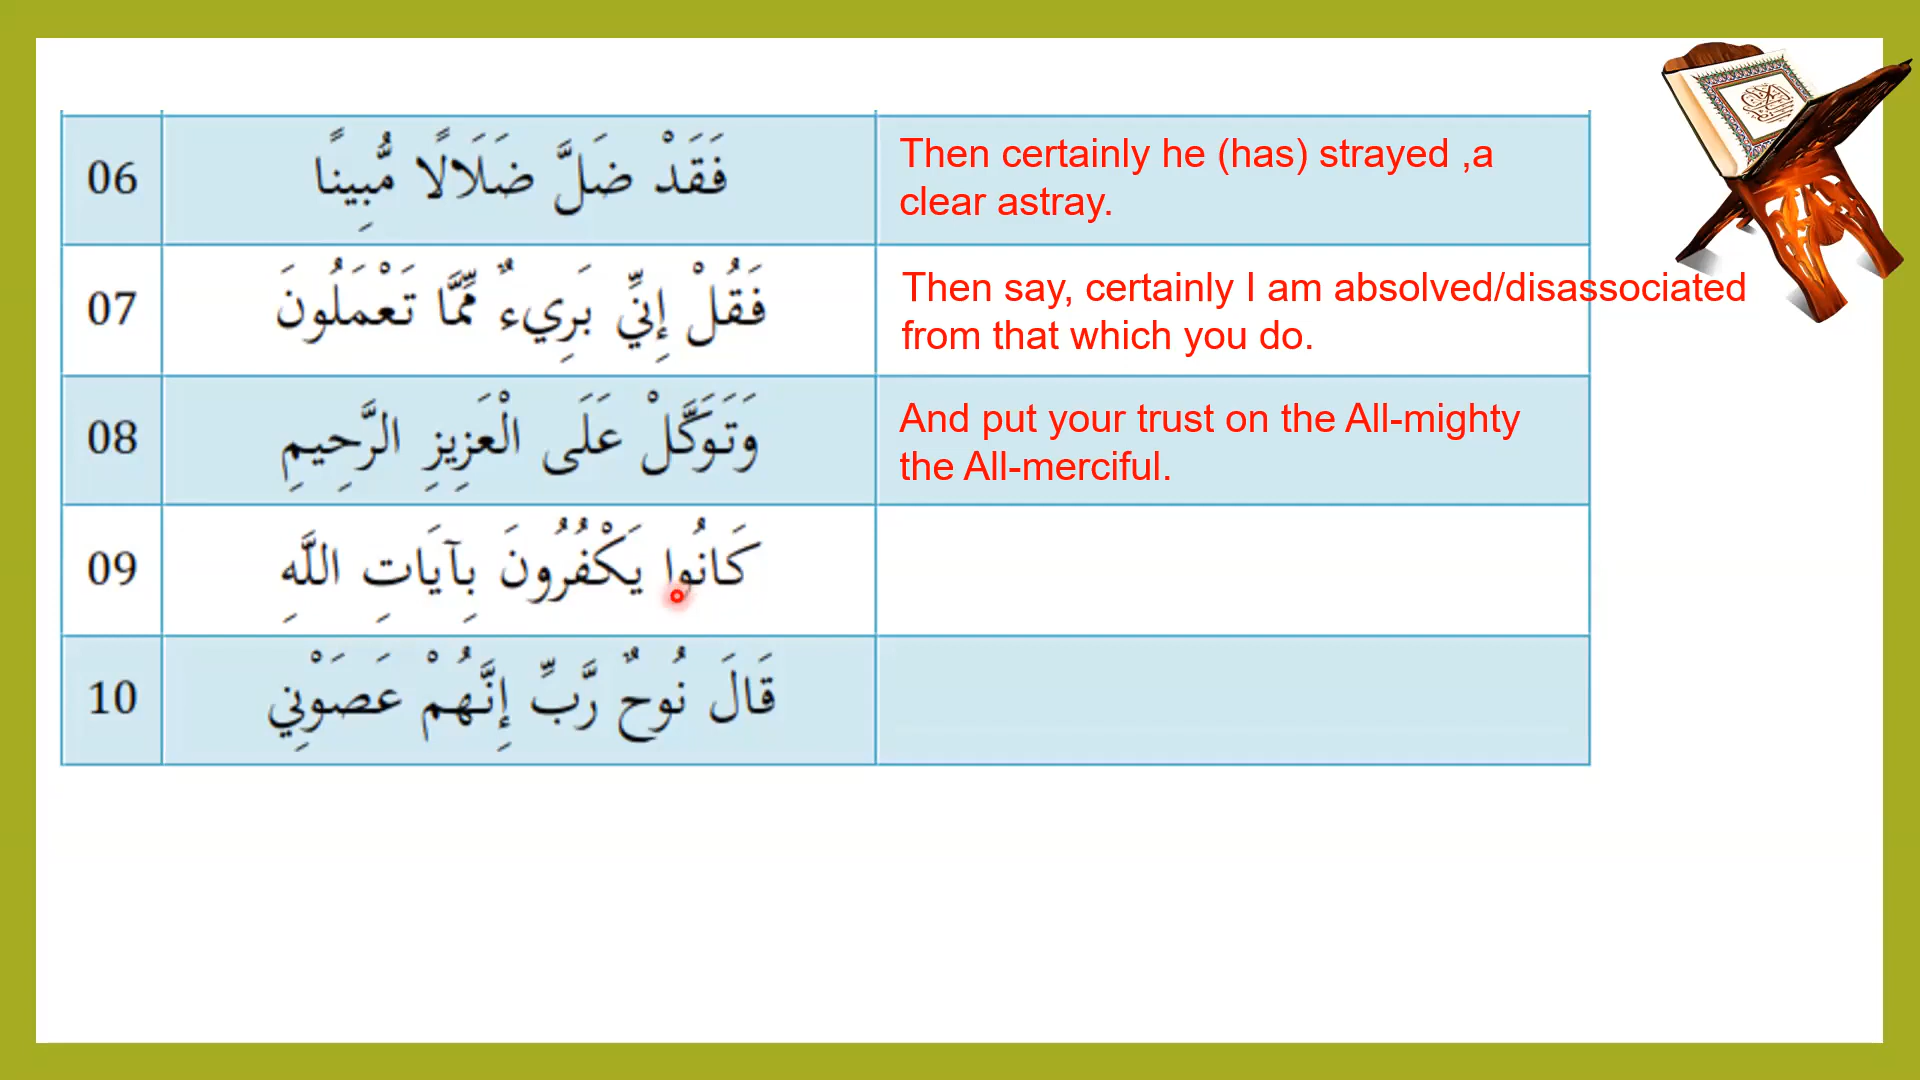 06
فَقَدْ ضَلَّ ضَلَالًا مُّبِينًا
Then certainly he (has) strayed ,a
clear astray.
07
فَقُلْ إِنِّي بَرِيءٌ مِّمَّا تَعْمَلُونَ
Then say, certainly I am absolved/disassociated
from that which you do.
08
وَتَوَكَّلْ عَلَى الْعَزِيزِ الرَّحِيمِ
And put your trust on the All-mighty
the All-merciful.
09
كَانُوا يَكْفُرُونَ بِآيَاتِ اللَّهِ
10
قَالَ نُوحٌ رَّبِّ إِنَّهُمْ عَصَوْنِي